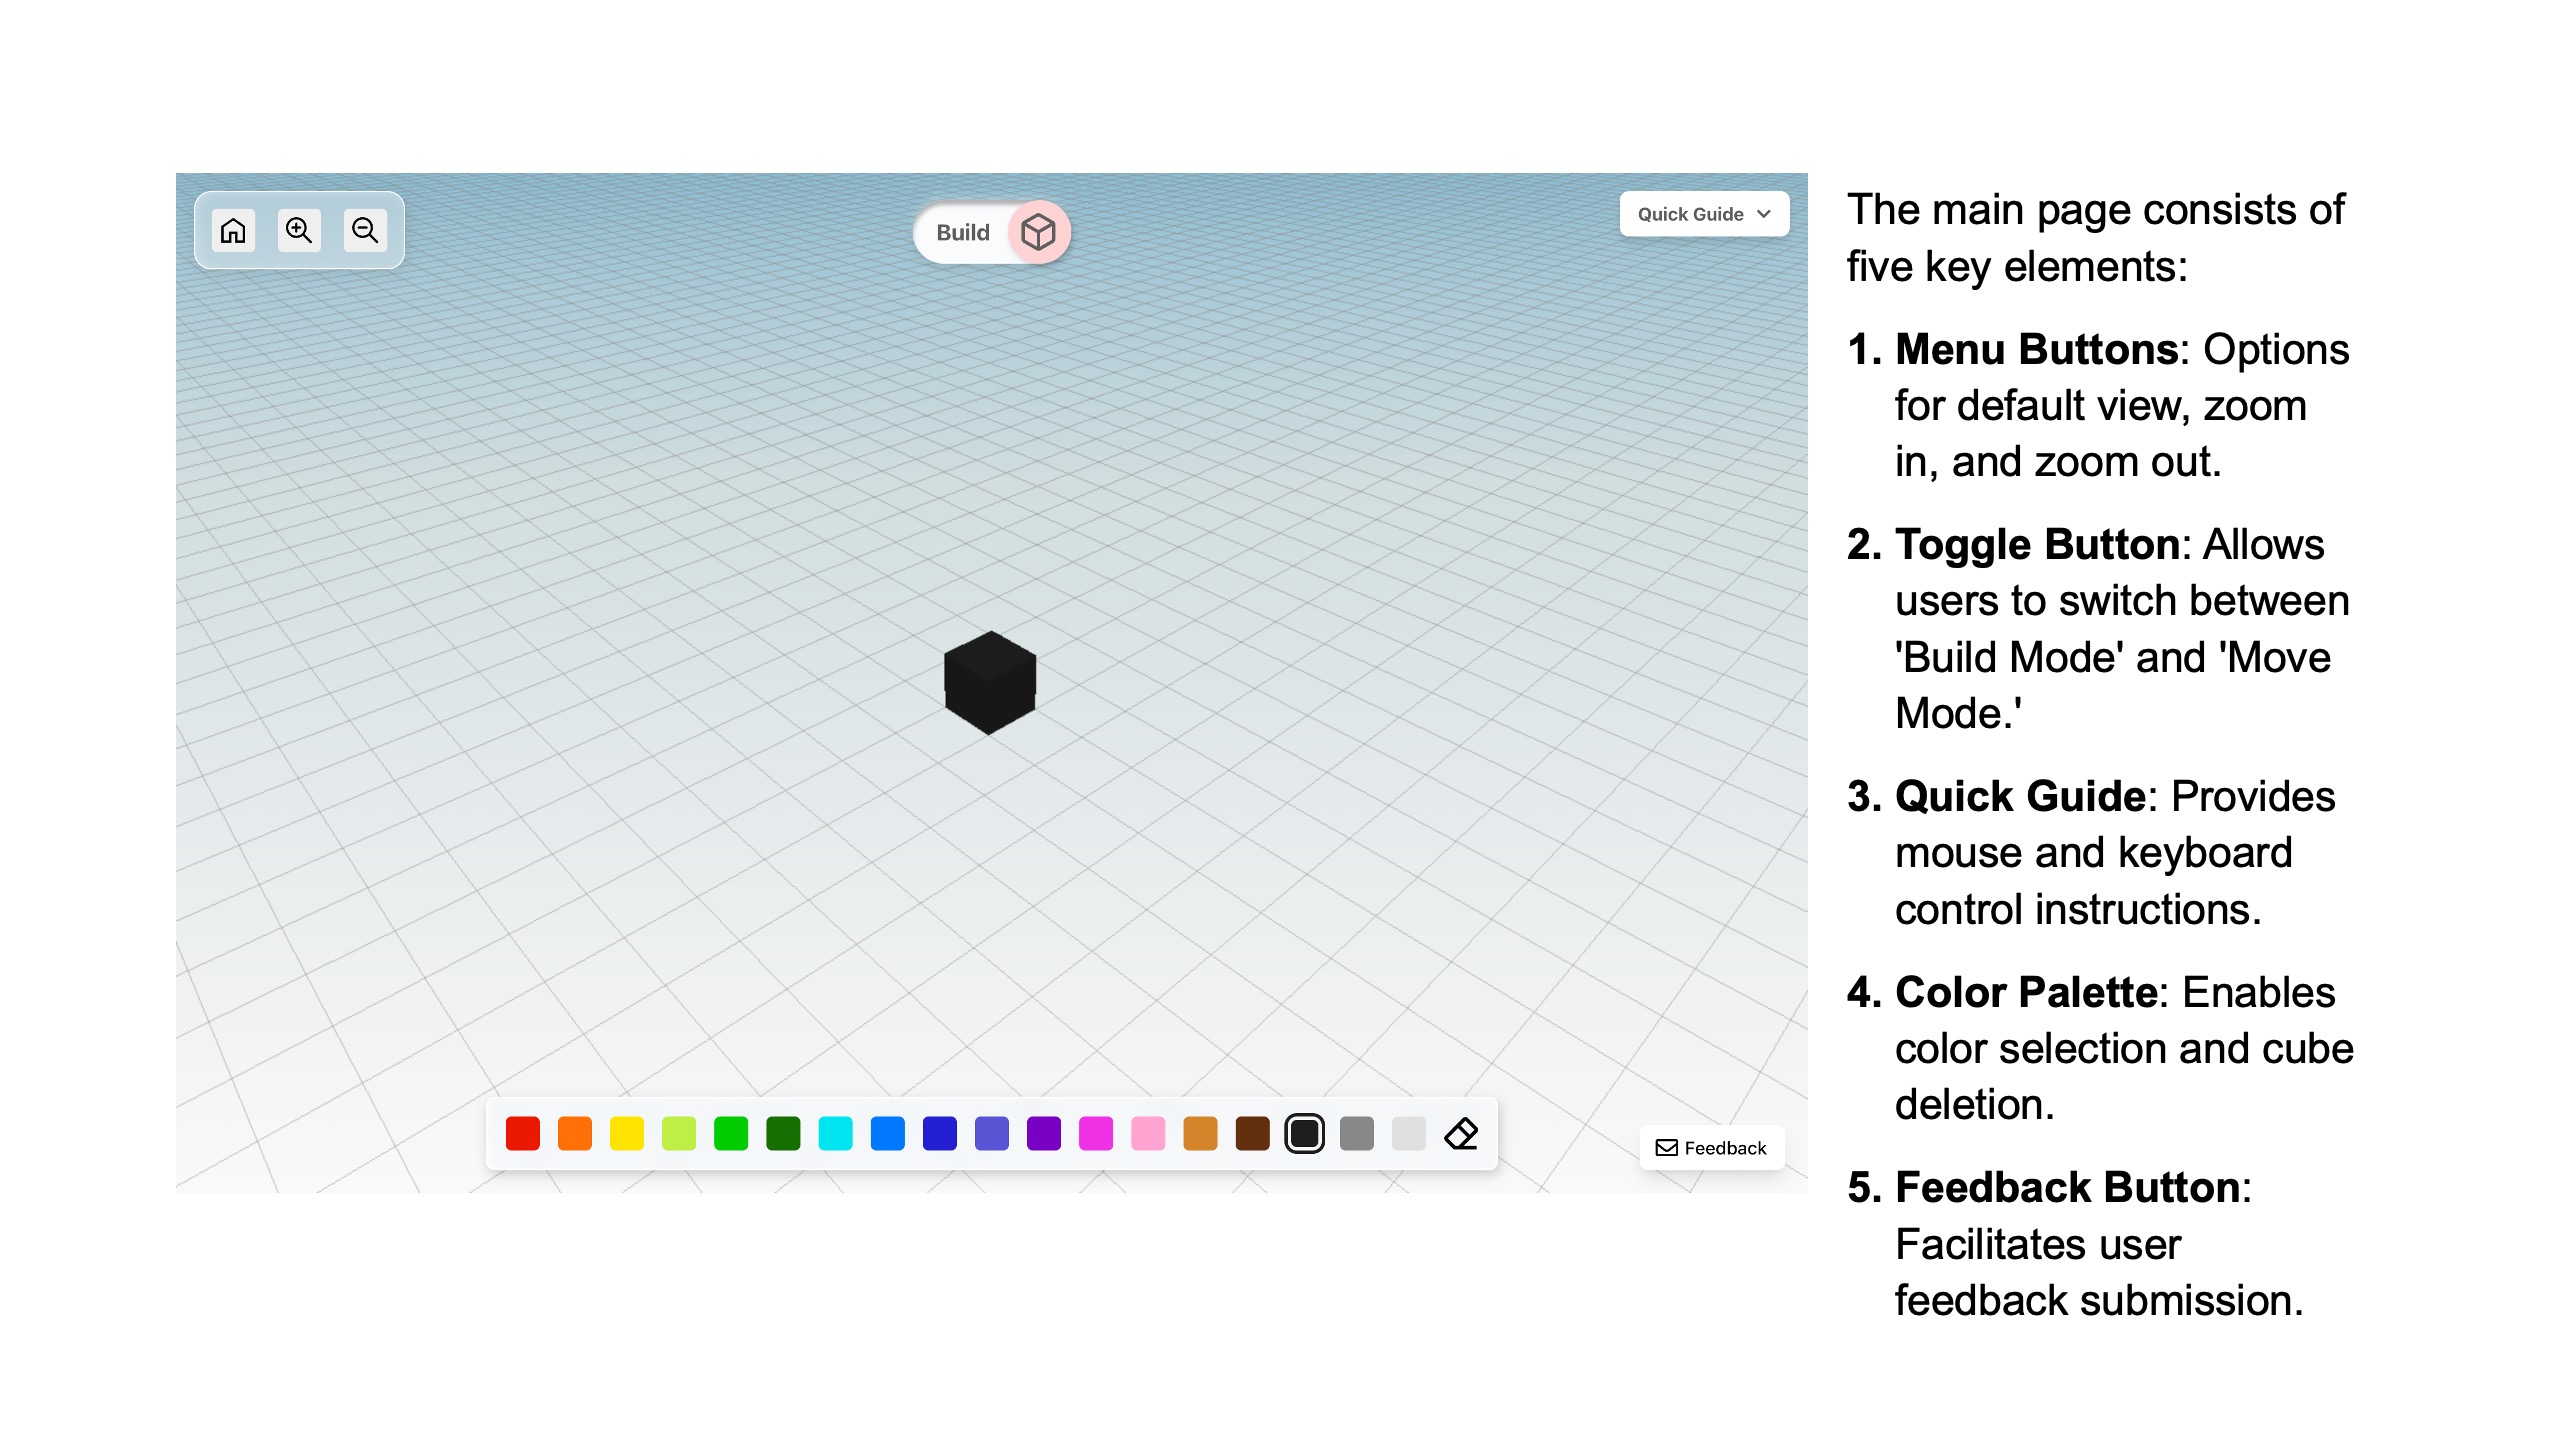 Build
Quick Guide
Feedback
The main page consists of
five key elements:
1. Menu Buttons: Options
for default view, zoom
in, and zoom out.
2. Toggle Button: Allows
users to switch between
'Build Mode' and 'Move
Mode.'
3. Quick Guide: Provides
mouse and keyboard
control instructions.
4. Color Palette: Enables
color selection and cube
deletion.
5. Feedback Button:
Facilitates user
feedback submission.